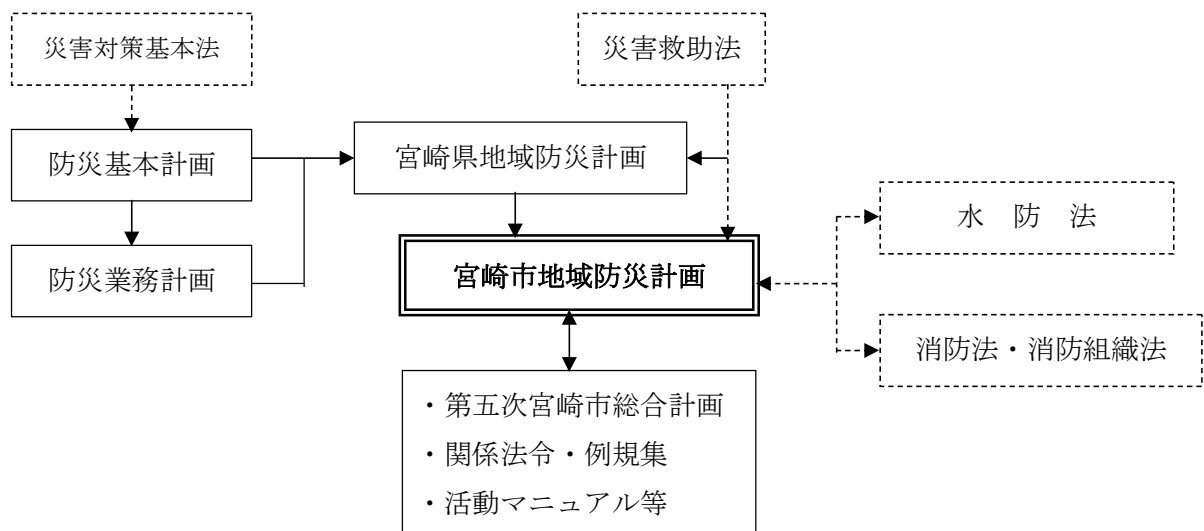 災害対策基本法
災害救助法
防災基本計画
宮崎県地域防災計画
水　防　法
防災業務計画
宮崎市地域防災計画
消防法・消防組織法
・第五次宮崎市総合計画
・関係法令・例規集
・活動マニュアル等